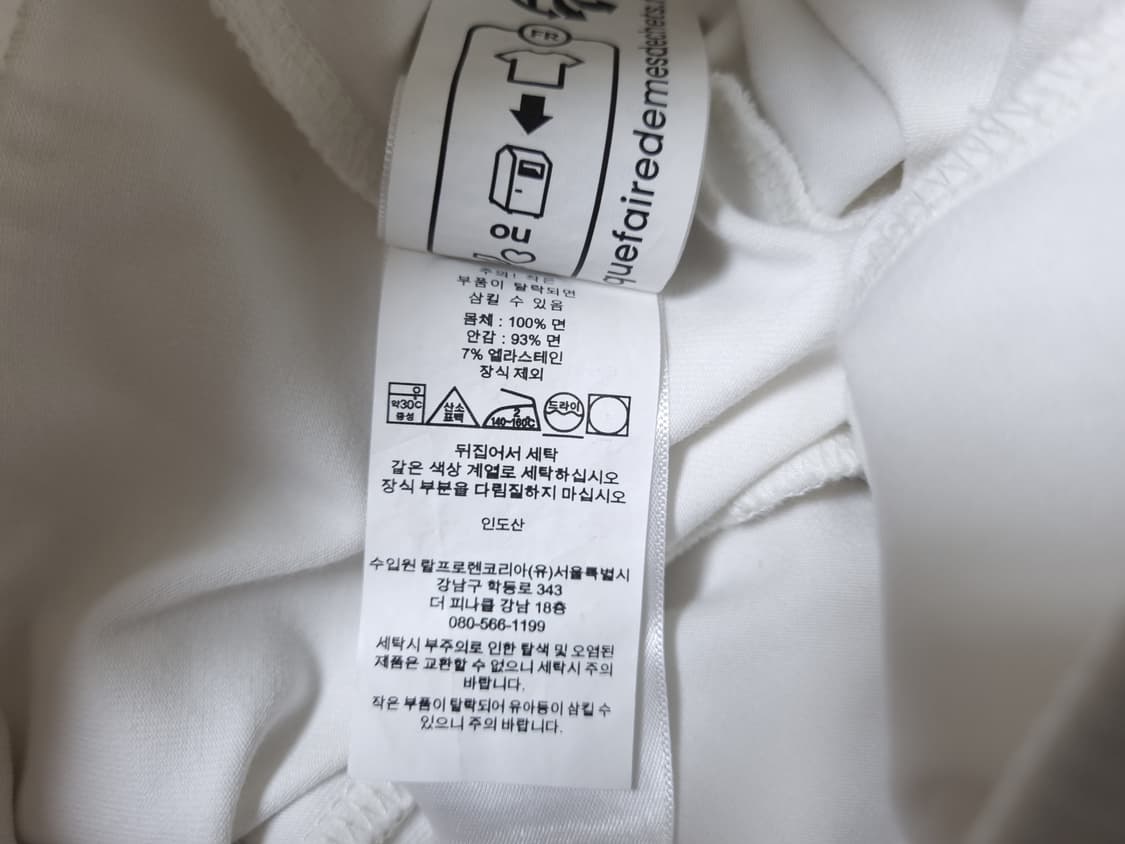 FR
ou
quefairedemesdechets.
주의! 작은
부품이 탈락되면
삼킬 수 있음
몸체 : 100% 면
안감 : 93% 면
7% 엘라스테인
장식 제외
약30℃
중성
산소
표백
2
140~160℃
드라이
뒤집어서 세탁
같은 색상 계열로 세탁하십시오
장식 부분을 다림질하지 마십시오
인도산
수입원 랄프로렌코리아(유)서울특별시
강남구 학동로 343
더 피나클 강남 18층
080-566-1199
세탁시 부주의로 인한 탈색 및 오염된
제품은 교환할 수 없으니 세탁시 주의
바랍니다.
작은 부품이 탈락되어 유아등이 삼킬 수
있으니 주의 바랍니다.